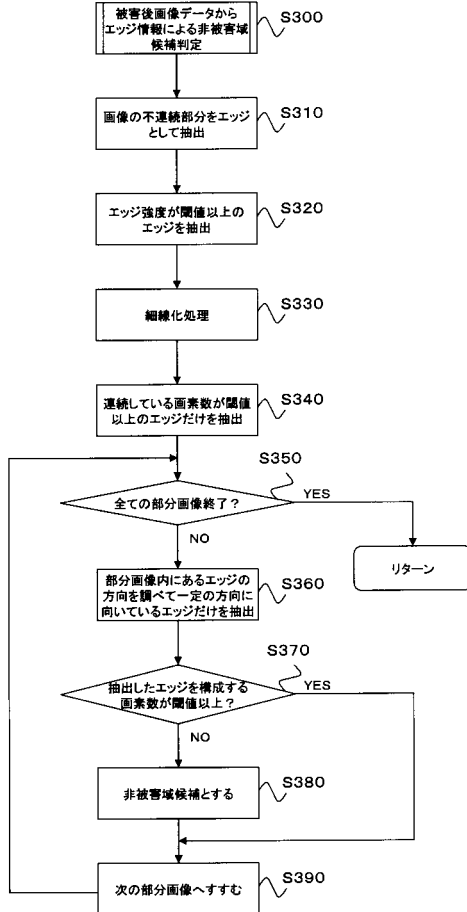 被害後画像データから
エッジ情報による非被害域
候補判定
S300
画像の不連続部分をエッジ
として抽出
S310
エッジ強度が閾値以上の
エッジを抽出
S320
細線化処理
S330
連続している画素数が閾値
以上のエッジだけを抽出
S340
S350
全ての部分画像終了？
YES
NO
リターン
部分画像内にあるエッジの
方向を調べて一定の方向に
向いているエッジだけを抽出
S360
S370
抽出したエッジを構成する
画素数が閾値以上？
YES
NO
非被害域候補とする
S380
次の部分画像へすすむ
S390